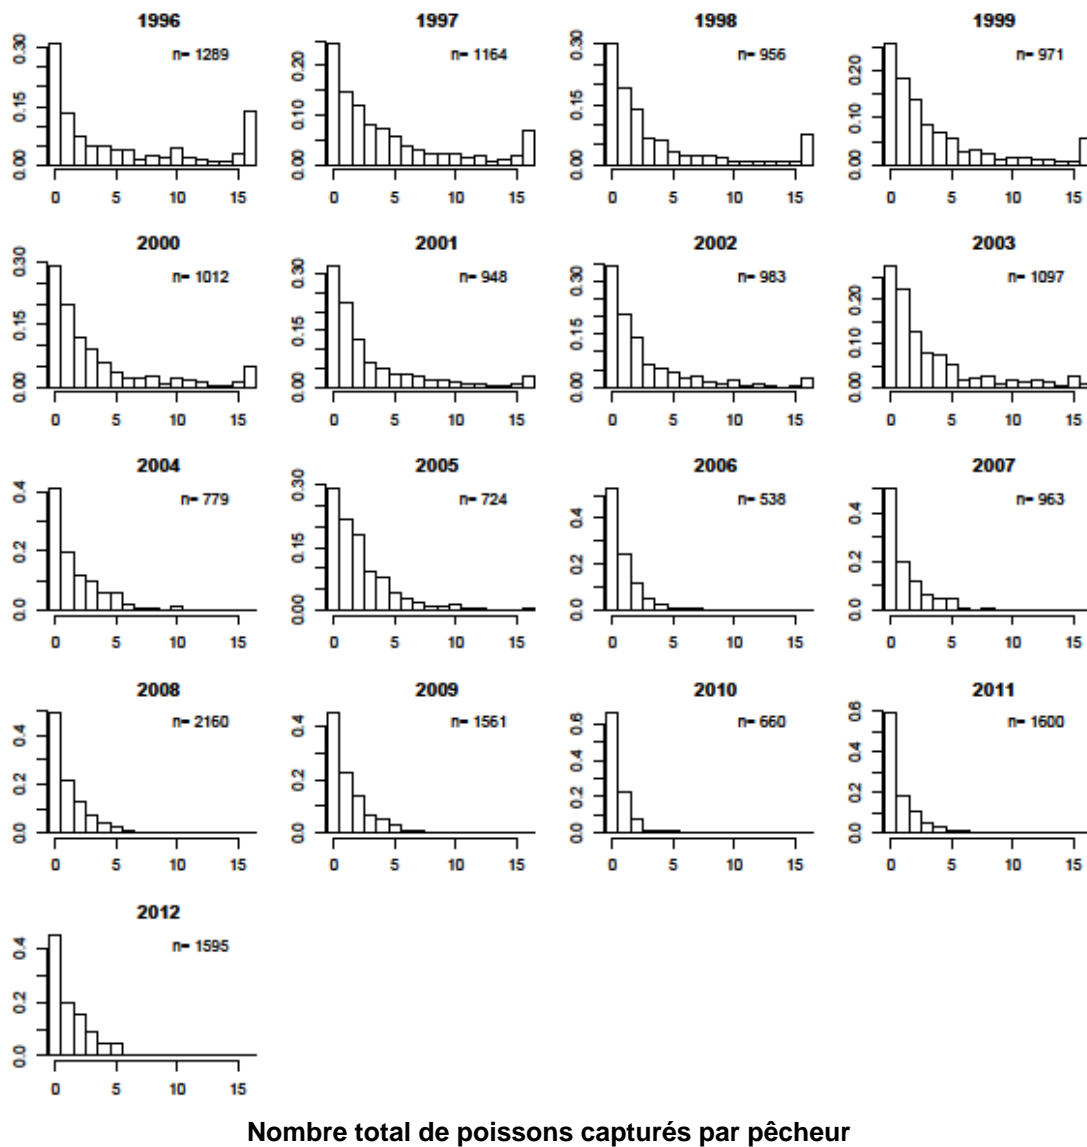 1996 1997 1998 1999
n= 1289 n= 1164 n= 956 n= 971
0.00 0.15 0.30 0.00 0.10 0.20 0.00 0.15 0.30 0.00 0.10 0.20
0 5 10 15 0 5 10 15 0 5 10 15 0 5 10 15
2000 2001 2002 2003
n= 1012 n= 948 n= 983 n= 1097
0.00 0.15 0.30 0.00 0.15 0.30 0.00 0.15 0.30 0.00 0.10 0.20
0 5 10 15 0 5 10 15 0 5 10 15 0 5 10 15
2004 2005 2006 2007
n= 779 n= 724 n= 538 n= 963
0.0 0.2 0.4 0.00 0.15 0.30 0.0 0.2 0.4 0.0 0.2 0.4
0 5 10 15 0 5 10 15 0 5 10 15 0 5 10 15
2008 2009 2010 2011
n= 2160 n= 1561 n= 660 n= 1600
0.0 0.2 0.4 0.0 0.2 0.4 0.0 0.2 0.4 0.6 0.0 0.2 0.4 0.6
0 5 10 15 0 5 10 15 0 5 10 15 0 5 10 15
2012
n= 1595
0.0 0.2 0.4
0 5 10 15
Nombre total de poissons capturés par pêcheur